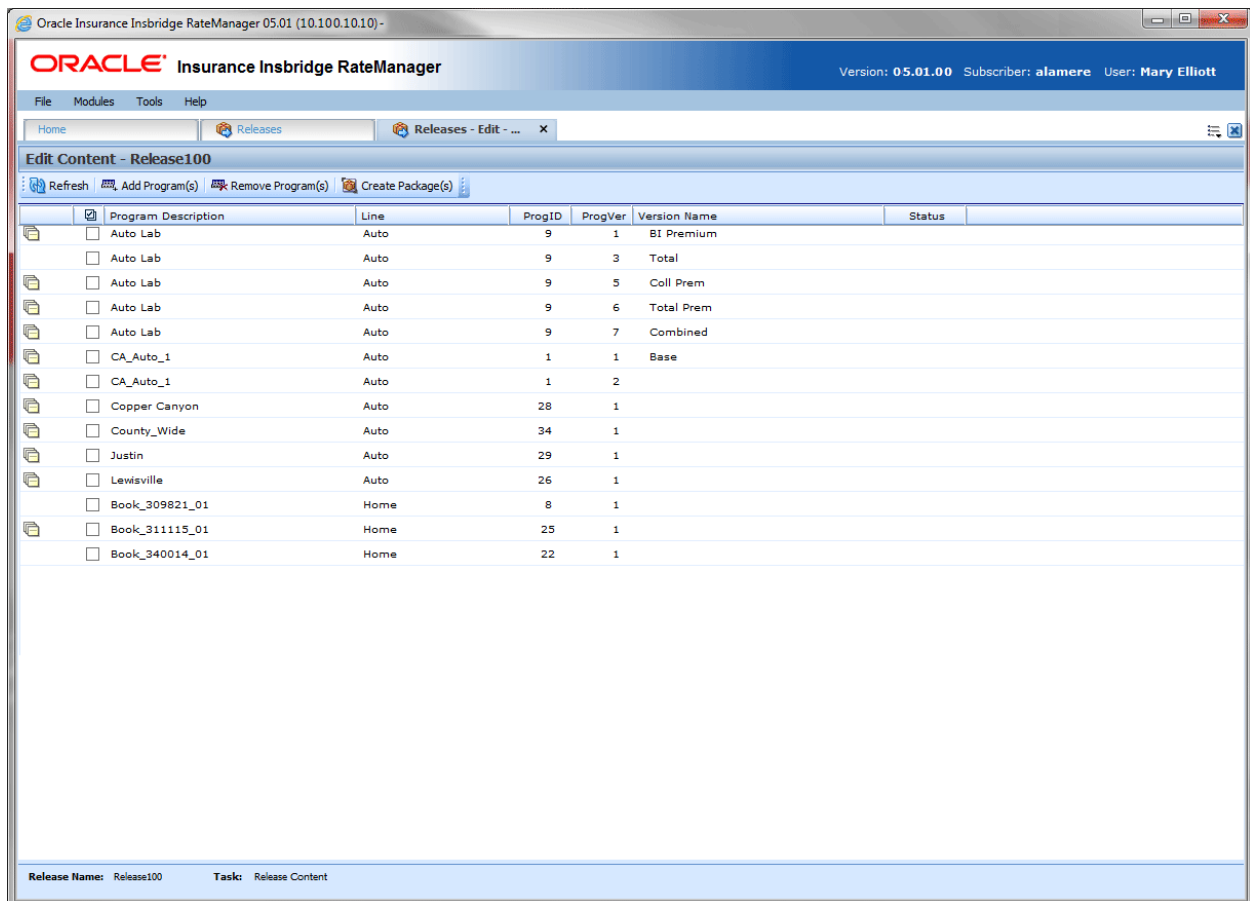 Oracle Insurance Insbridge RateManager 05.01 (10.100.10.10) -
ORACLE Insurance Insbridge RateManager Version: 05.01.00 Subscriber: alamere User: Mary Elliott
File Modules Tools Help
Home Releases Releases - Edit - ... x
Edit Content - Release100
Refresh Add Program(s) Remove Program(s) Create Package(s)
Program Description Line ProgID ProgVer Version Name Status
Auto Lab Auto 9 1 BI Premium
Auto Lab Auto 9 3 Total
Auto Lab Auto 9 5 Coll Prem
Auto Lab Auto 9 6 Total Prem
Auto Lab Auto 9 7 Combined
CA_Auto_1 Auto 1 1 Base
CA_Auto_1 Auto 1 2
Copper Canyon Auto 28 1
County_Wide Auto 34 1
Justin Auto 29 1
Lewisville Auto 26 1
Book_309821_01 Home 8 1
Book_311115_01 Home 25 1
Book_340014_01 Home 22 1
Release Name: Release100 Task: Release Content